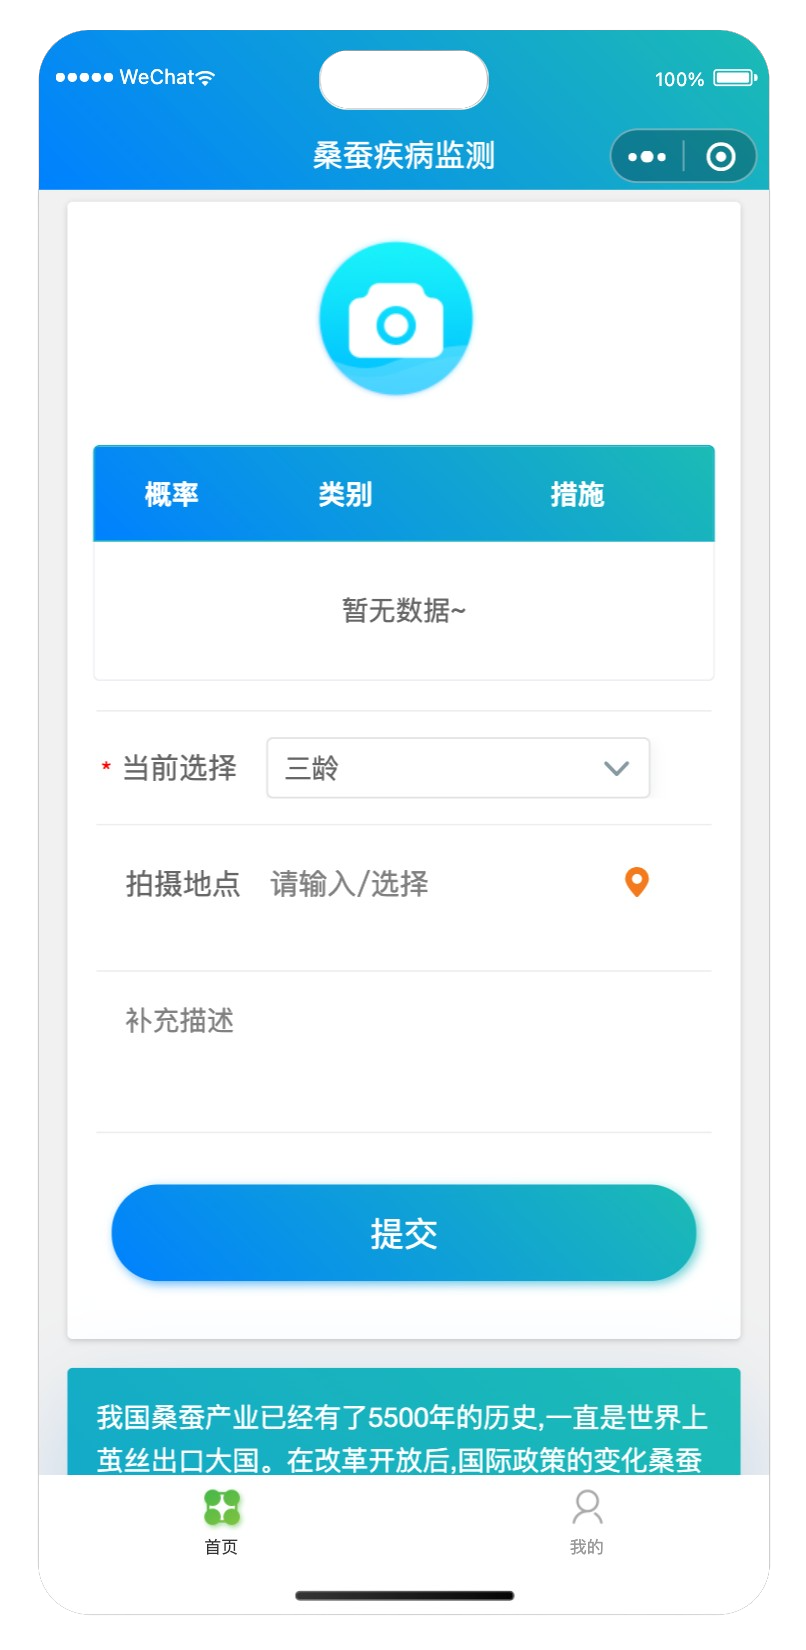 WeChat
100%
桑蚕疾病监测
概率 类别 措施
暂无数据~
* 当前选择 三龄
拍摄地点 请输入/选择
补充描述
提交
我国桑蚕产业已经有了5500年的历史,一直是世界上
茧丝出口大国。在改革开放后,国际政策的变化桑蚕
首页 我的